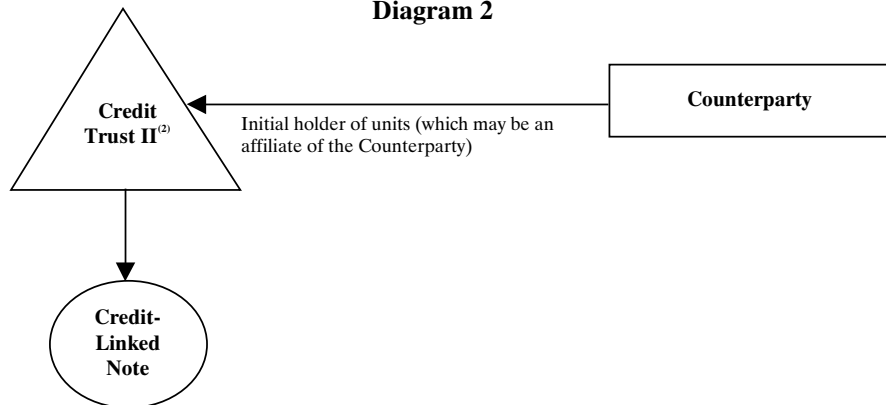 Diagram 2
Credit
Trust II(2)
Initial holder of units (which may be an
affiliate of the Counterparty)
Counterparty
Credit-
Linked
Note